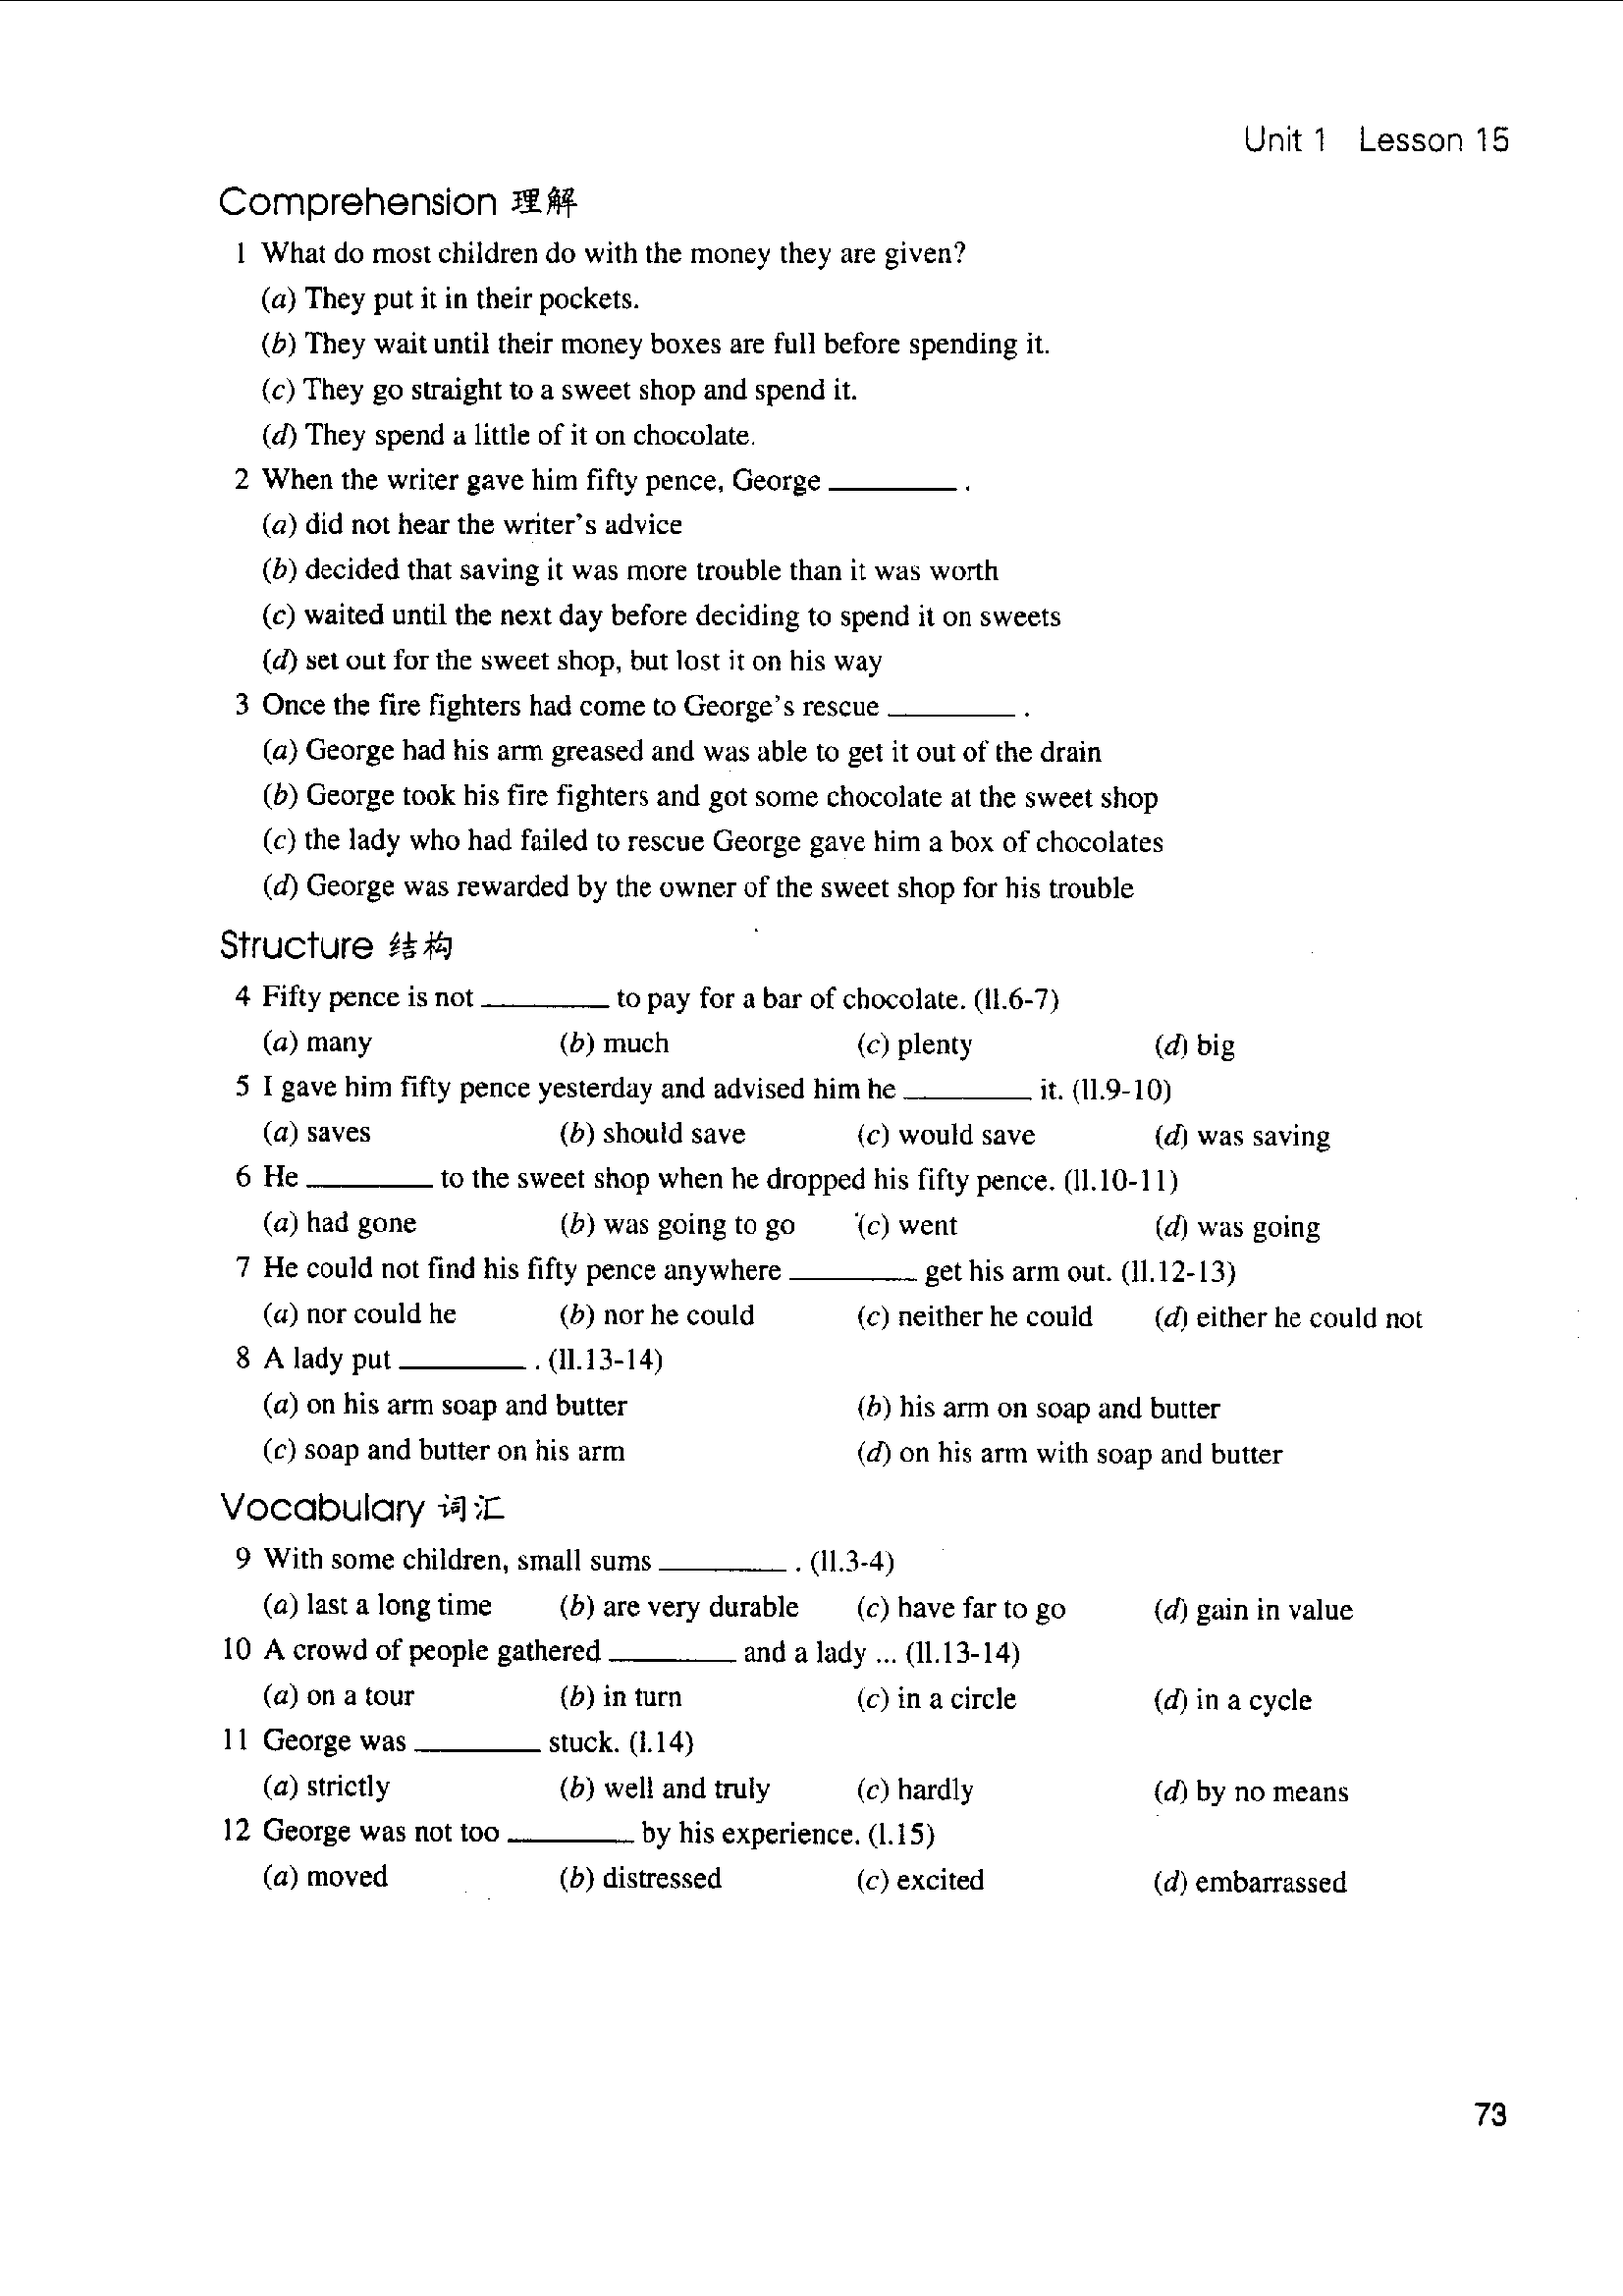 Unit 1 Lesson 15
Comprehension 理解
1 What do most children do with the money they are given?
(a) They put it in their pockets.
(b) They wait until their money boxes are full before spending it.
(c) They go straight to a sweet shop and spend it.
(d) They spend a little of it on chocolate.
2 When the writer gave him fifty pence, George ________ .
(a) did not hear the writer's advice
(b) decided that saving it was more trouble than it was worth
(c) waited until the next day before deciding to spend it on sweets
(d) set out for the sweet shop, but lost it on his way
3 Once the fire fighters had come to George's rescue ________ .
(a) George had his arm greased and was able to get it out of the drain
(b) George took his fire fighters and got some chocolate at the sweet shop
(c) the lady who had failed to rescue George gave him a box of chocolates
(d) George was rewarded by the owner of the sweet shop for his trouble
Structure 结构
4 Fifty pence is not ________ to pay for a bar of chocolate. (ll.6-7)
(a) many (b) much (c) plenty (d) big
5 I gave him fifty pence yesterday and advised him he ________ it. (ll.9-10)
(a) saves (b) should save (c) would save (d) was saving
6 He ________ to the sweet shop when he dropped his fifty pence. (ll.10-11)
(a) had gone (b) was going to go (c) went (d) was going
7 He could not find his fifty pence anywhere ________ get his arm out. (ll.12-13)
(a) nor could he (b) nor he could (c) neither he could (d) either he could not
8 A lady put ________ . (ll.13-14)
(a) on his arm soap and butter (b) his arm on soap and butter
(c) soap and butter on his arm (d) on his arm with soap and butter
Vocabulary 词汇
9 With some children, small sums ________ . (ll.3-4)
(a) last a long time (b) are very durable (c) have far to go (d) gain in value
10 A crowd of people gathered ________ and a lady ... (ll.13-14)
(a) on a tour (b) in turn (c) in a circle (d) in a cycle
11 George was ________ stuck. (l.14)
(a) strictly (b) well and truly (c) hardly (d) by no means
12 George was not too ________ by his experience. (l.15)
(a) moved (b) distressed (c) excited (d) embarrassed
73